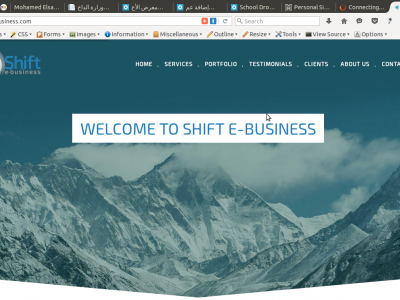 Mohamed Elsa... وزارة الداخ... معرض الأح... إضافة عم... School Dro... Personal Si... Connecting...
usiness.com Search
CSS Forms Images Information Miscellaneous Outline Resize Tools View Source Options
Shift
e-business
HOME . SERVICES . PORTFOLIO . TESTIMONIALS . CLIENTS . ABOUT US . CONTA
WELCOME TO SHIFT E-BUSINESS